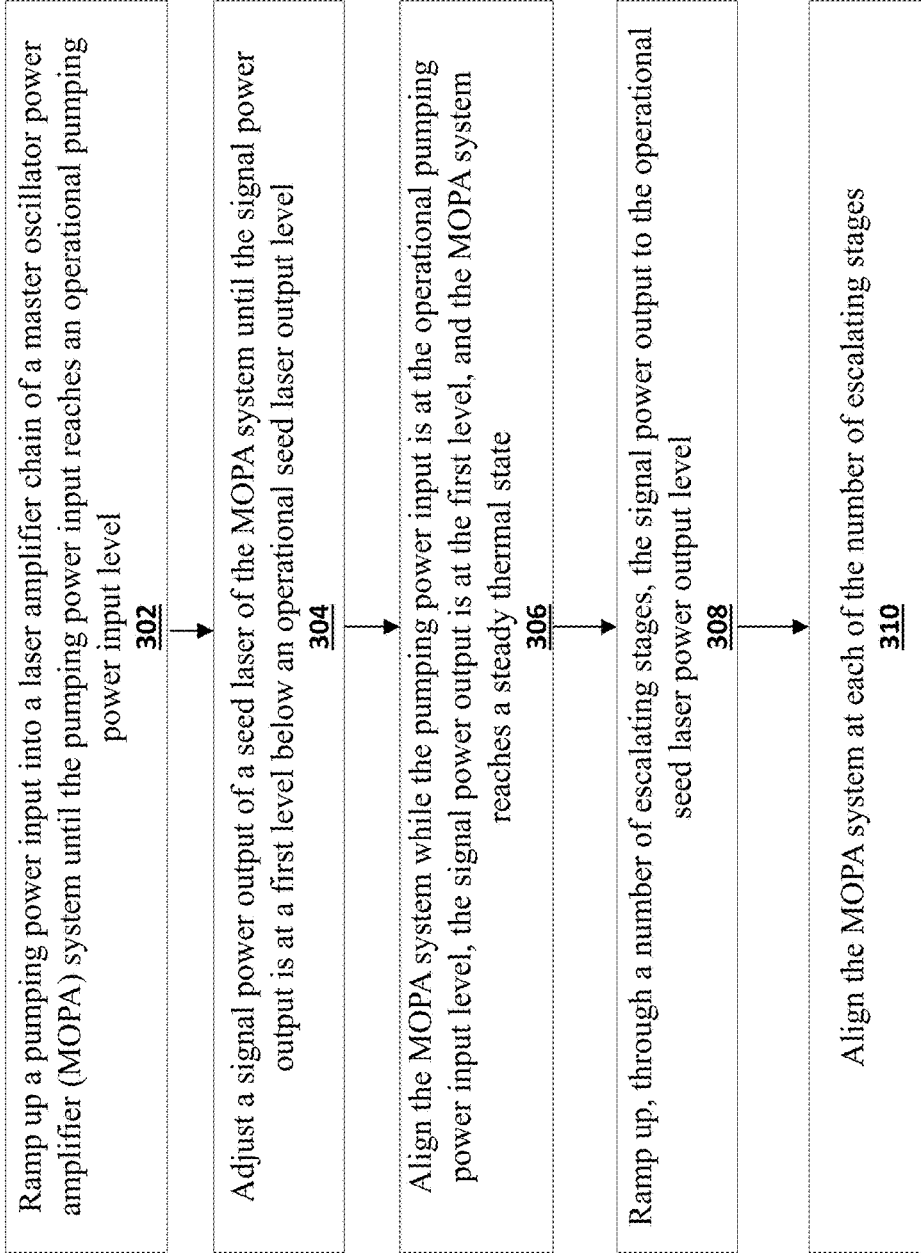 Ramp up a pumping power input into a laser amplifier chain of a master oscillator power
amplifier (MOPA) system until the pumping power input reaches an operational pumping
power input level
302
Adjust a signal power output of a seed laser of the MOPA system until the signal power
output is at a first level below an operational seed laser output level
304
Align the MOPA system while the pumping power input is at the operational pumping
power input level, the signal power output is at the first level, and the MOPA system
reaches a steady thermal state
306
Ramp up, through a number of escalating stages, the signal power output to the operational
seed laser power output level
308
Align the MOPA system at each of the number of escalating stages
310